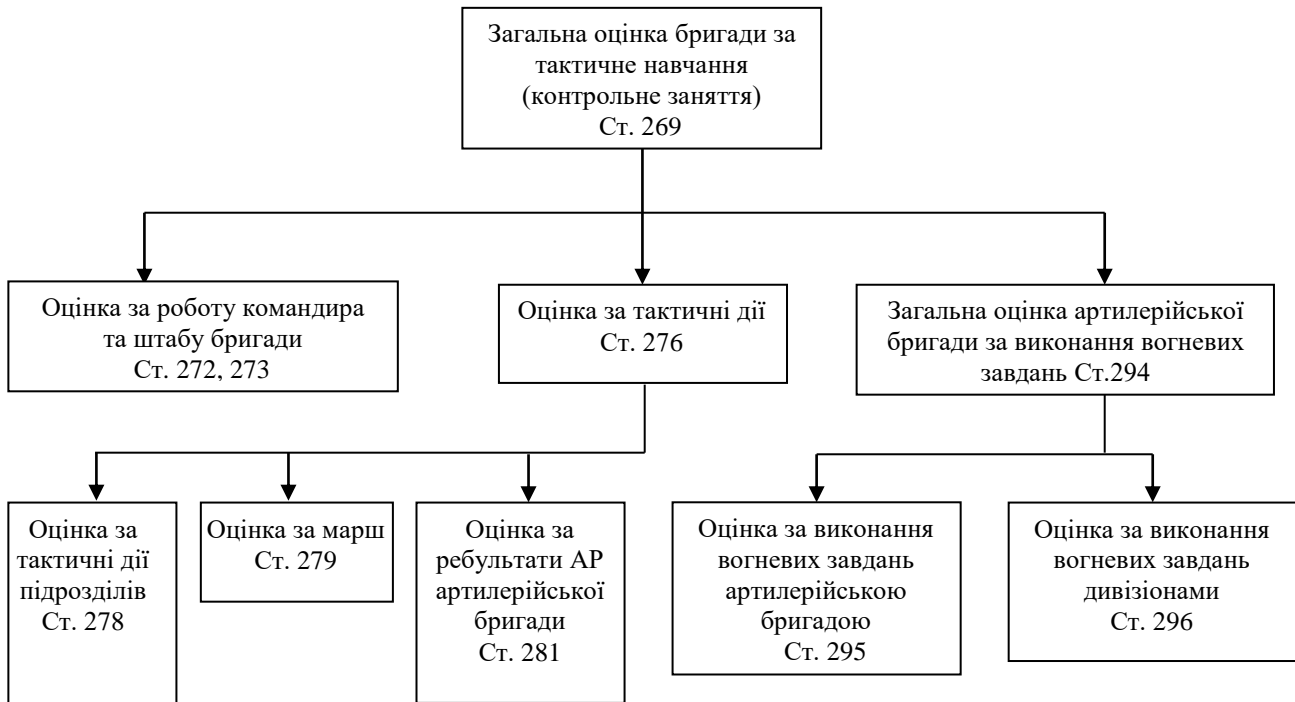 Загальна оцінка бригади за
тактичне навчання
(контрольне заняття)
Ст. 269
Оцінка за роботу командира
та штабу бригади
Ст. 272, 273
Оцінка за тактичні дії
Ст. 276
Загальна оцінка артилерійської
бригади за виконання вогневих
завдань Ст.294
Оцінка за
тактичні дії
підрозділів
Ст. 278
Оцінка за марш
Ст. 279
Оцінка за
ребультати АР
артилерійської
бригади
Ст. 281
Оцінка за виконання
вогневих завдань
артилерійською
бригадою
Ст. 295
Оцінка за виконання
вогневих завдань
дивізіонами
Ст. 296